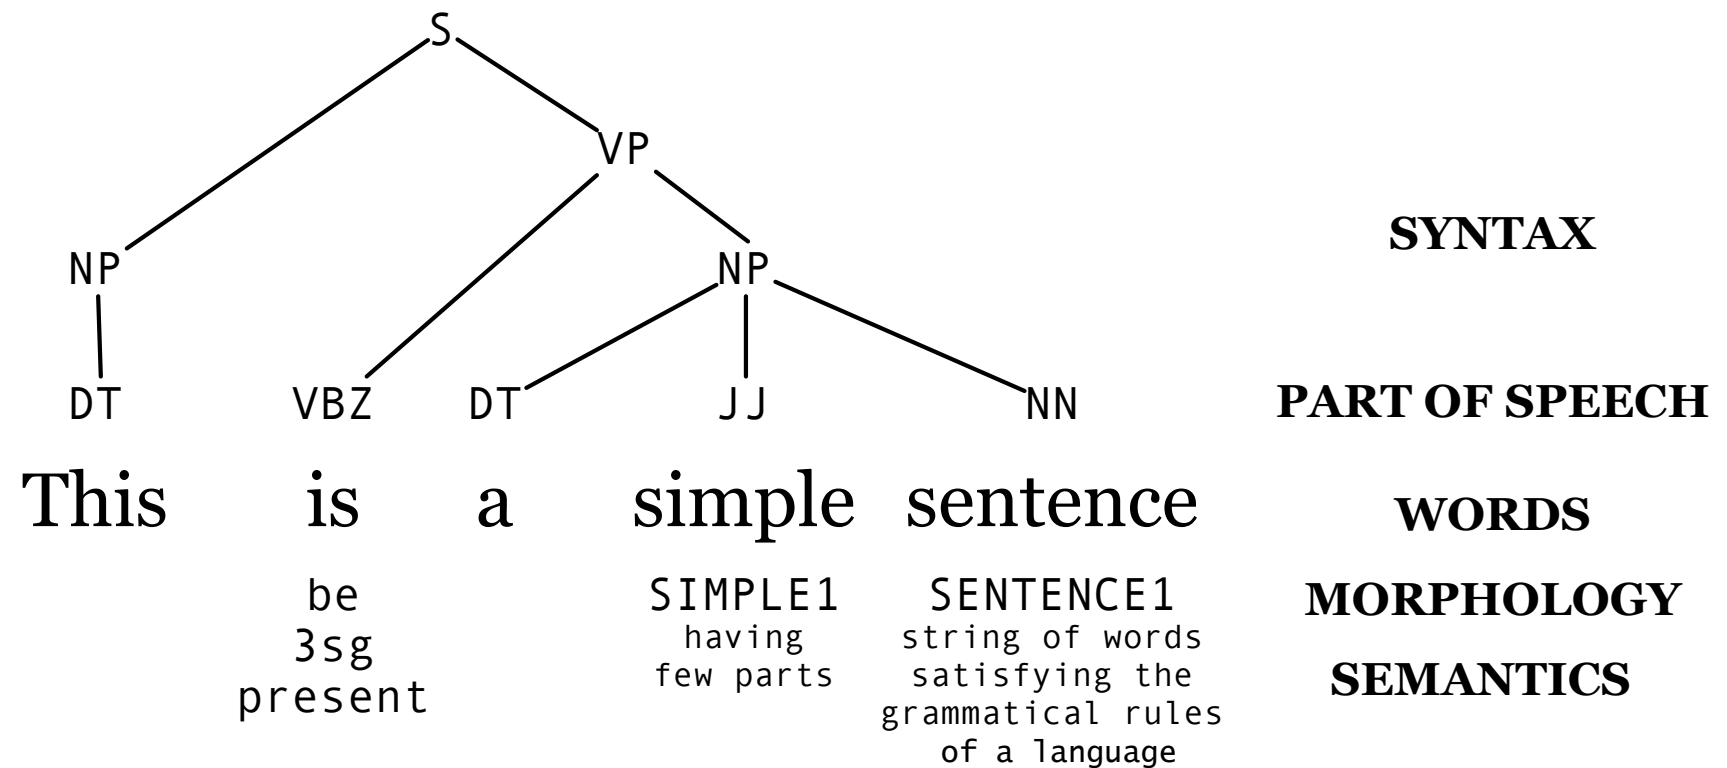 S
VP
NP NP SYNTAX
DT VBZ DT JJ NN PART OF SPEECH
This is a simple sentence WORDS
be SIMPLE1 SENTENCE1 MORPHOLOGY
3sg having string of words
present few parts satisfying the SEMANTICS
grammatical rules
of a language